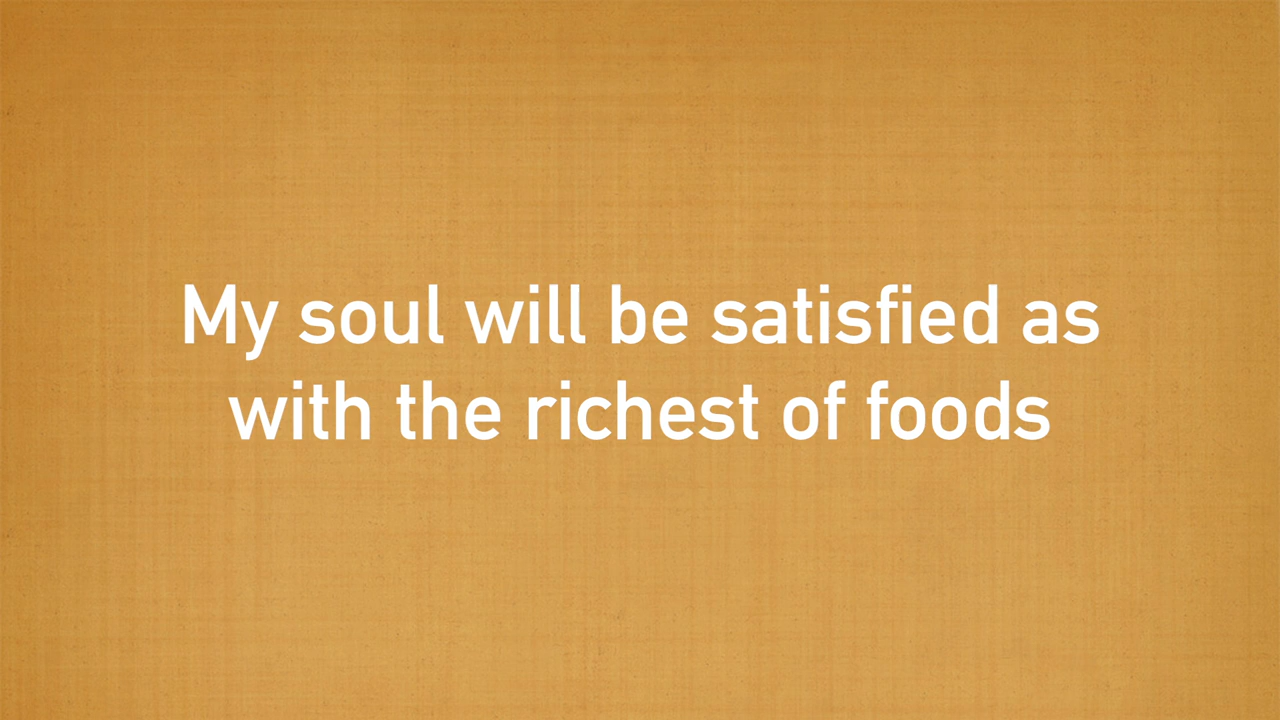 My soul will be satisfied as
with the richest of foods